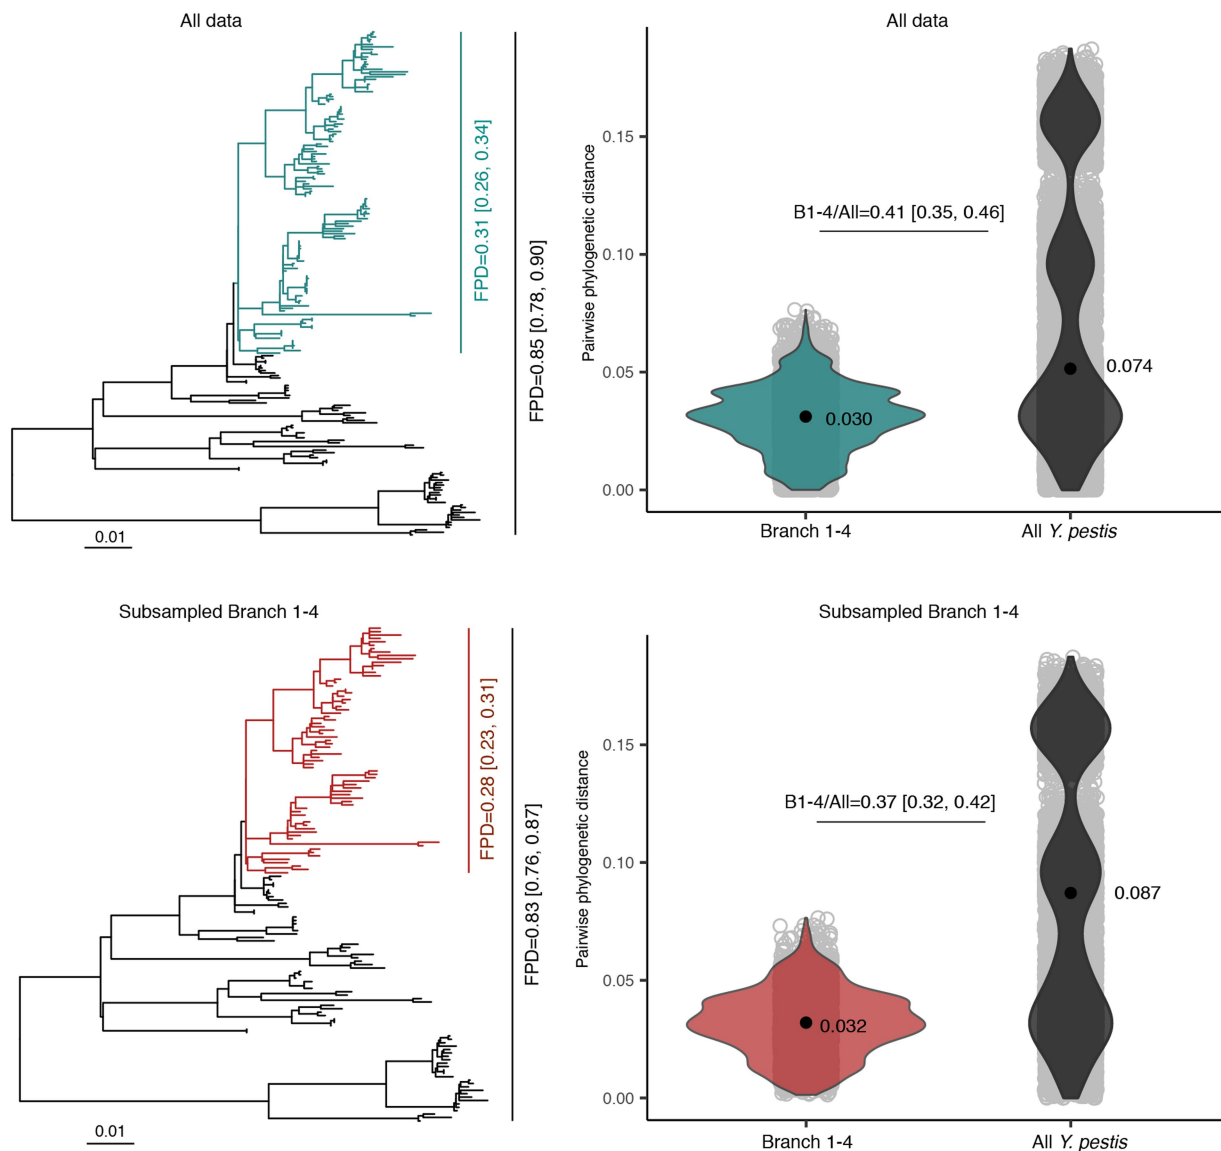 All data
FPD=0.31 [0.26, 0.34]
FPD=0.85 [0.78, 0.90]
0.01
All data
Pairwise phylogenetic distance
0.15
0.10
0.05
0.00
B1-4/All=0.41 [0.35, 0.46]
0.030
0.074
Branch 1-4
All Y. pestis
Subsampled Branch 1-4
FPD=0.28 [0.23, 0.31]
FPD=0.83 [0.76, 0.87]
0.01
Subsampled Branch 1-4
Pairwise phylogenetic distance
0.15
0.10
0.05
0.00
B1-4/All=0.37 [0.32, 0.42]
0.032
0.087
Branch 1-4
All Y. pestis